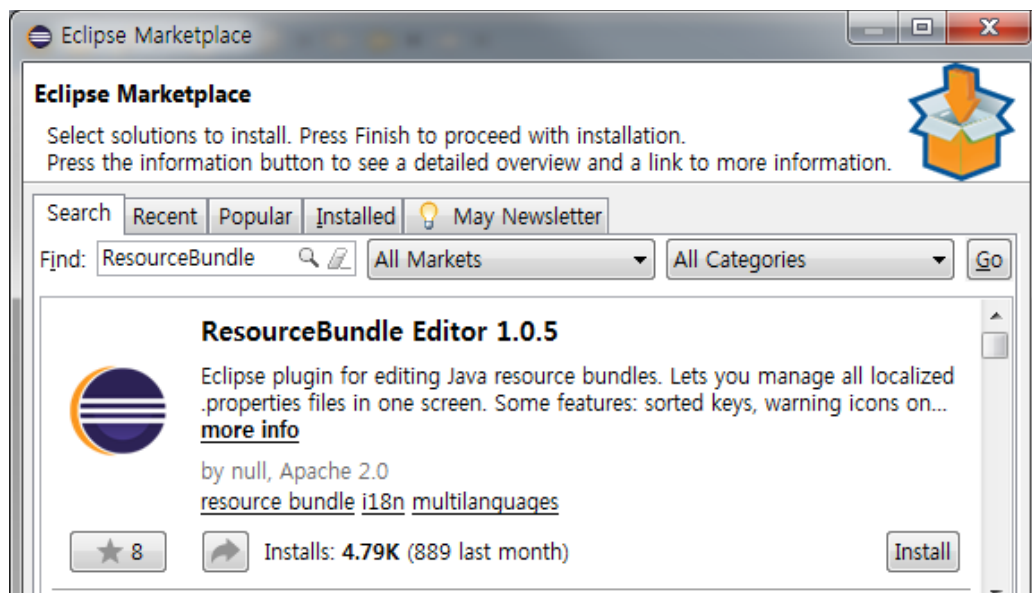 Eclipse Marketplace
Eclipse Marketplace
Select solutions to install. Press Finish to proceed with installation.
Press the information button to see a detailed overview and a link to more information.
Search Recent Popular Installed May Newsletter
Find: ResourceBundle All Markets All Categories Go
ResourceBundle Editor 1.0.5
Eclipse plugin for editing Java resource bundles. Lets you manage all localized
.properties files in one screen. Some features: sorted keys, warning icons on...
more info
by null, Apache 2.0
resource bundle i18n multilanguages
8 Installs: 4.79K (889 last month) Install